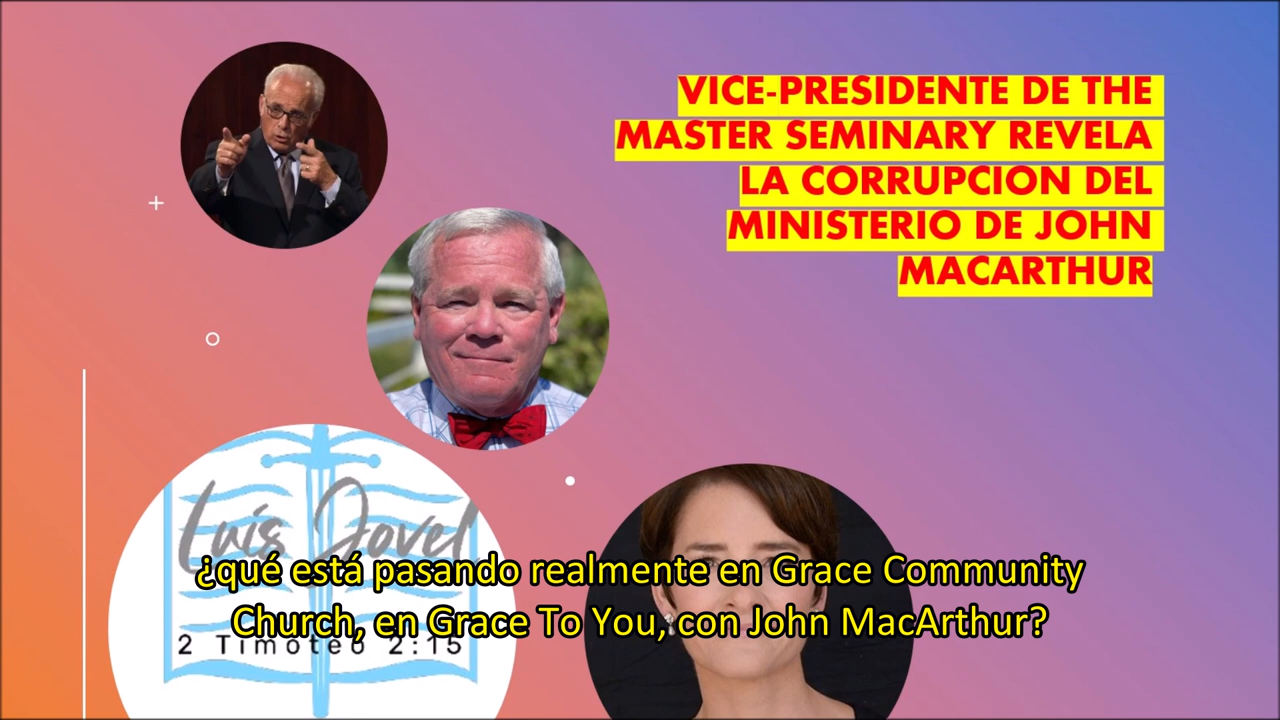 VICE-PRESIDENTE DE THE
MASTER SEMINARY REVELA
LA CORRUPCION DEL
MINISTERIO DE JOHN
MACARTHUR
Luis Jovel
¿qué está pasando realmente en Grace Community
Church, en Grace To You, con John MacArthur?
2 Timoteo 2:15